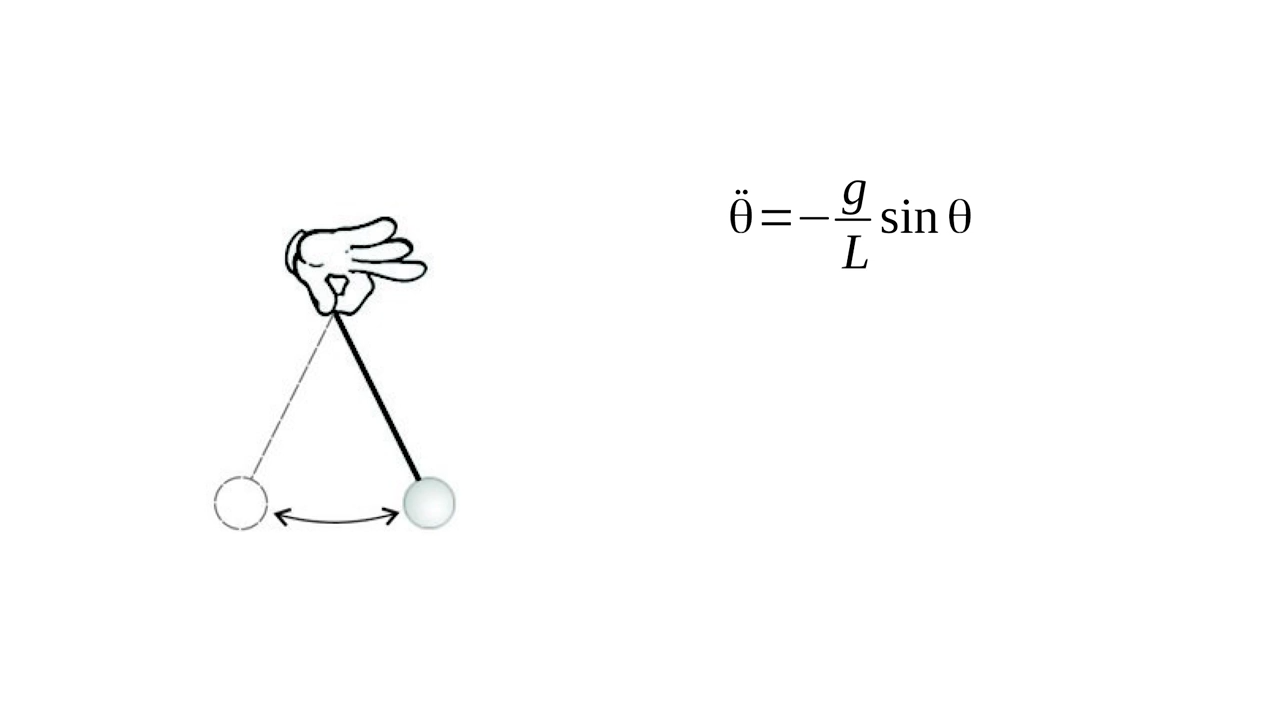 θ̈ = − g/L sin θ